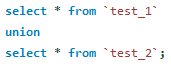 select * from `test_1`
union
select * from `test_2`;